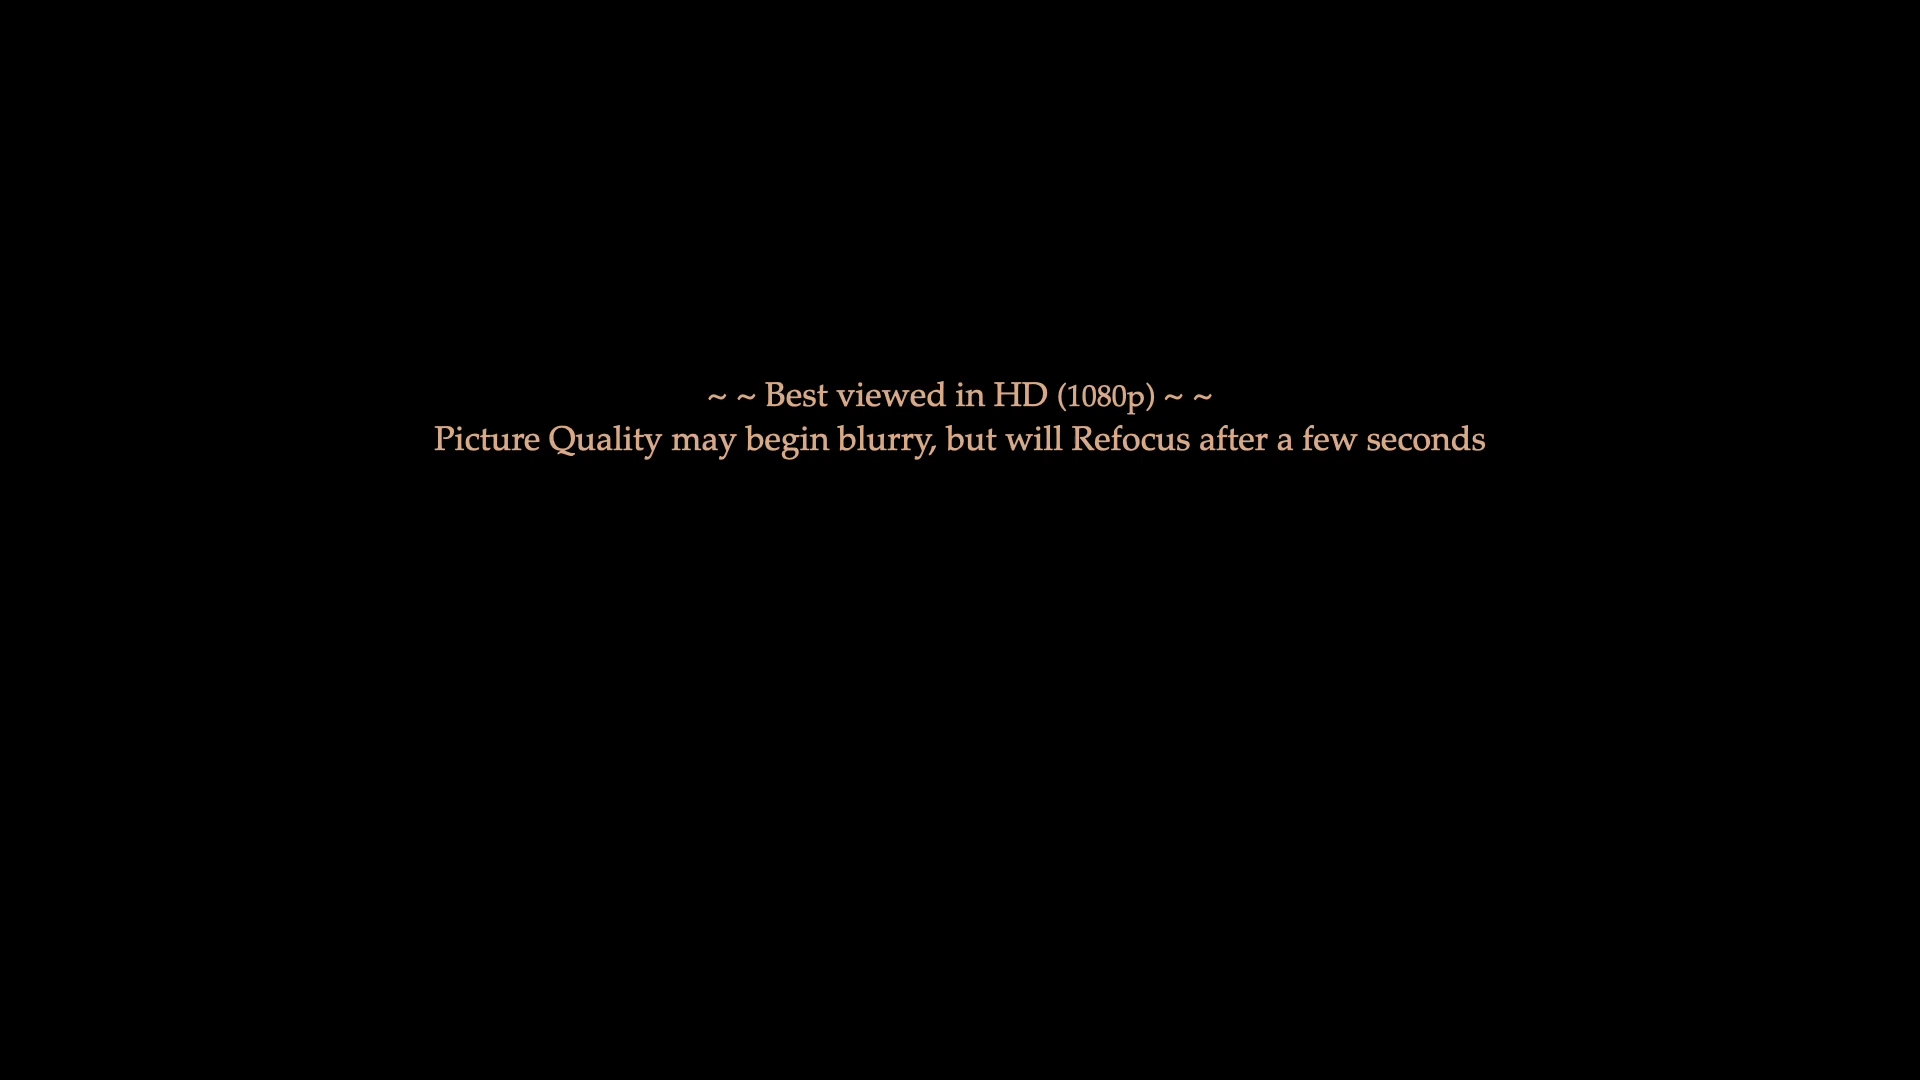 ~ ~ Best viewed in HD (1080p) ~ ~
Picture Quality may begin blurry, but will Refocus after a few seconds